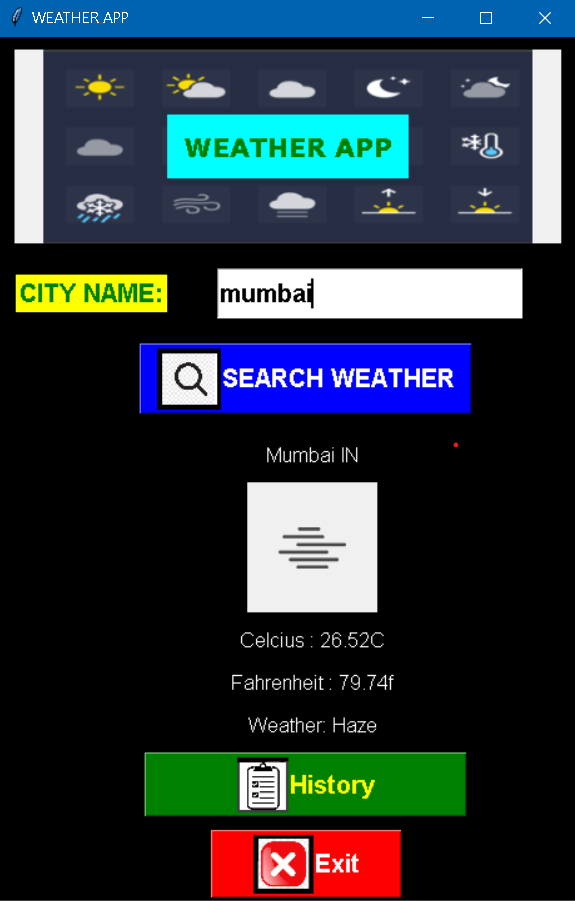 WEATHER APP
WEATHER APP
CITY NAME:
mumbai
SEARCH WEATHER
Mumbai IN
Celcius : 26.52C
Fahrenheit : 79.74f
Weather: Haze
History
Exit